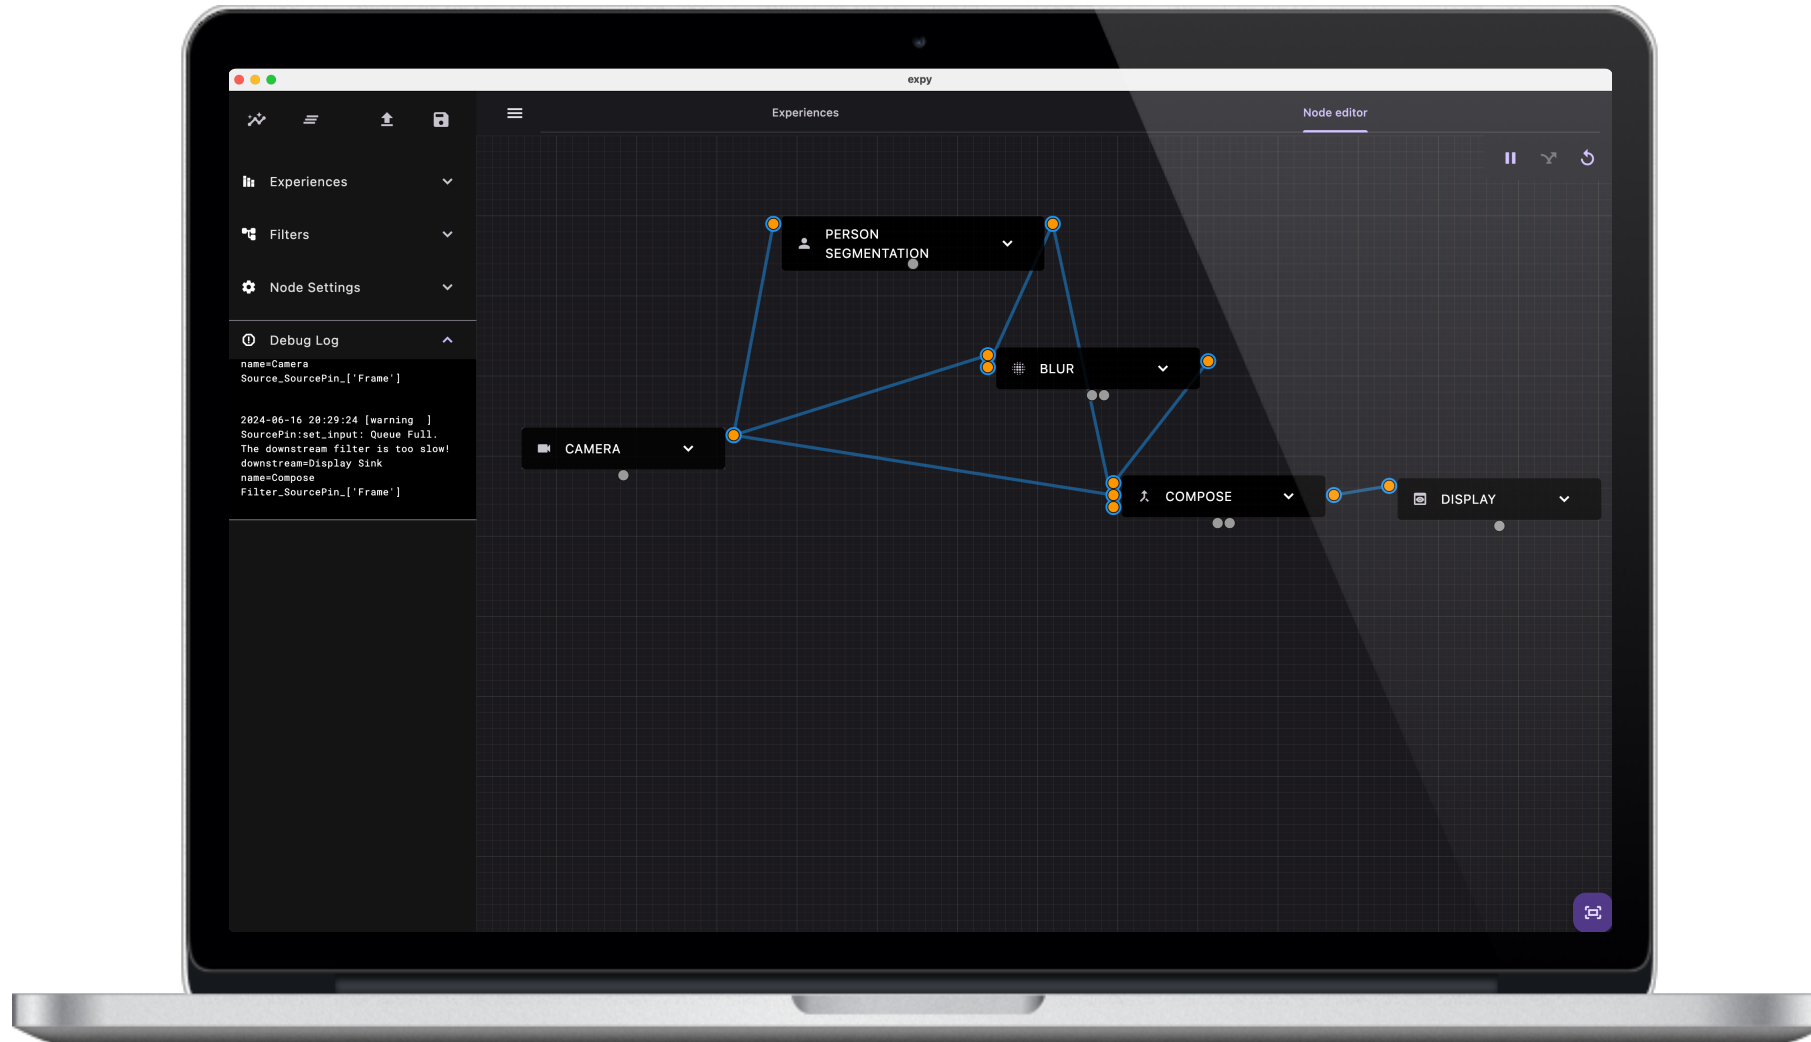 expy
Experiences
Node editor
Experiences
Filters
Node Settings
Debug Log
name=Camera
Source_SourcePin_['Frame']
2024-06-16 20:29:24 [warning  ]
SourcePin:set_input: Queue Full.
The downstream filter is too slow!
downstream=Display Sink
name=Compose
Filter_SourcePin_['Frame']
PERSON
SEGMENTATION
BLUR
CAMERA
COMPOSE
DISPLAY